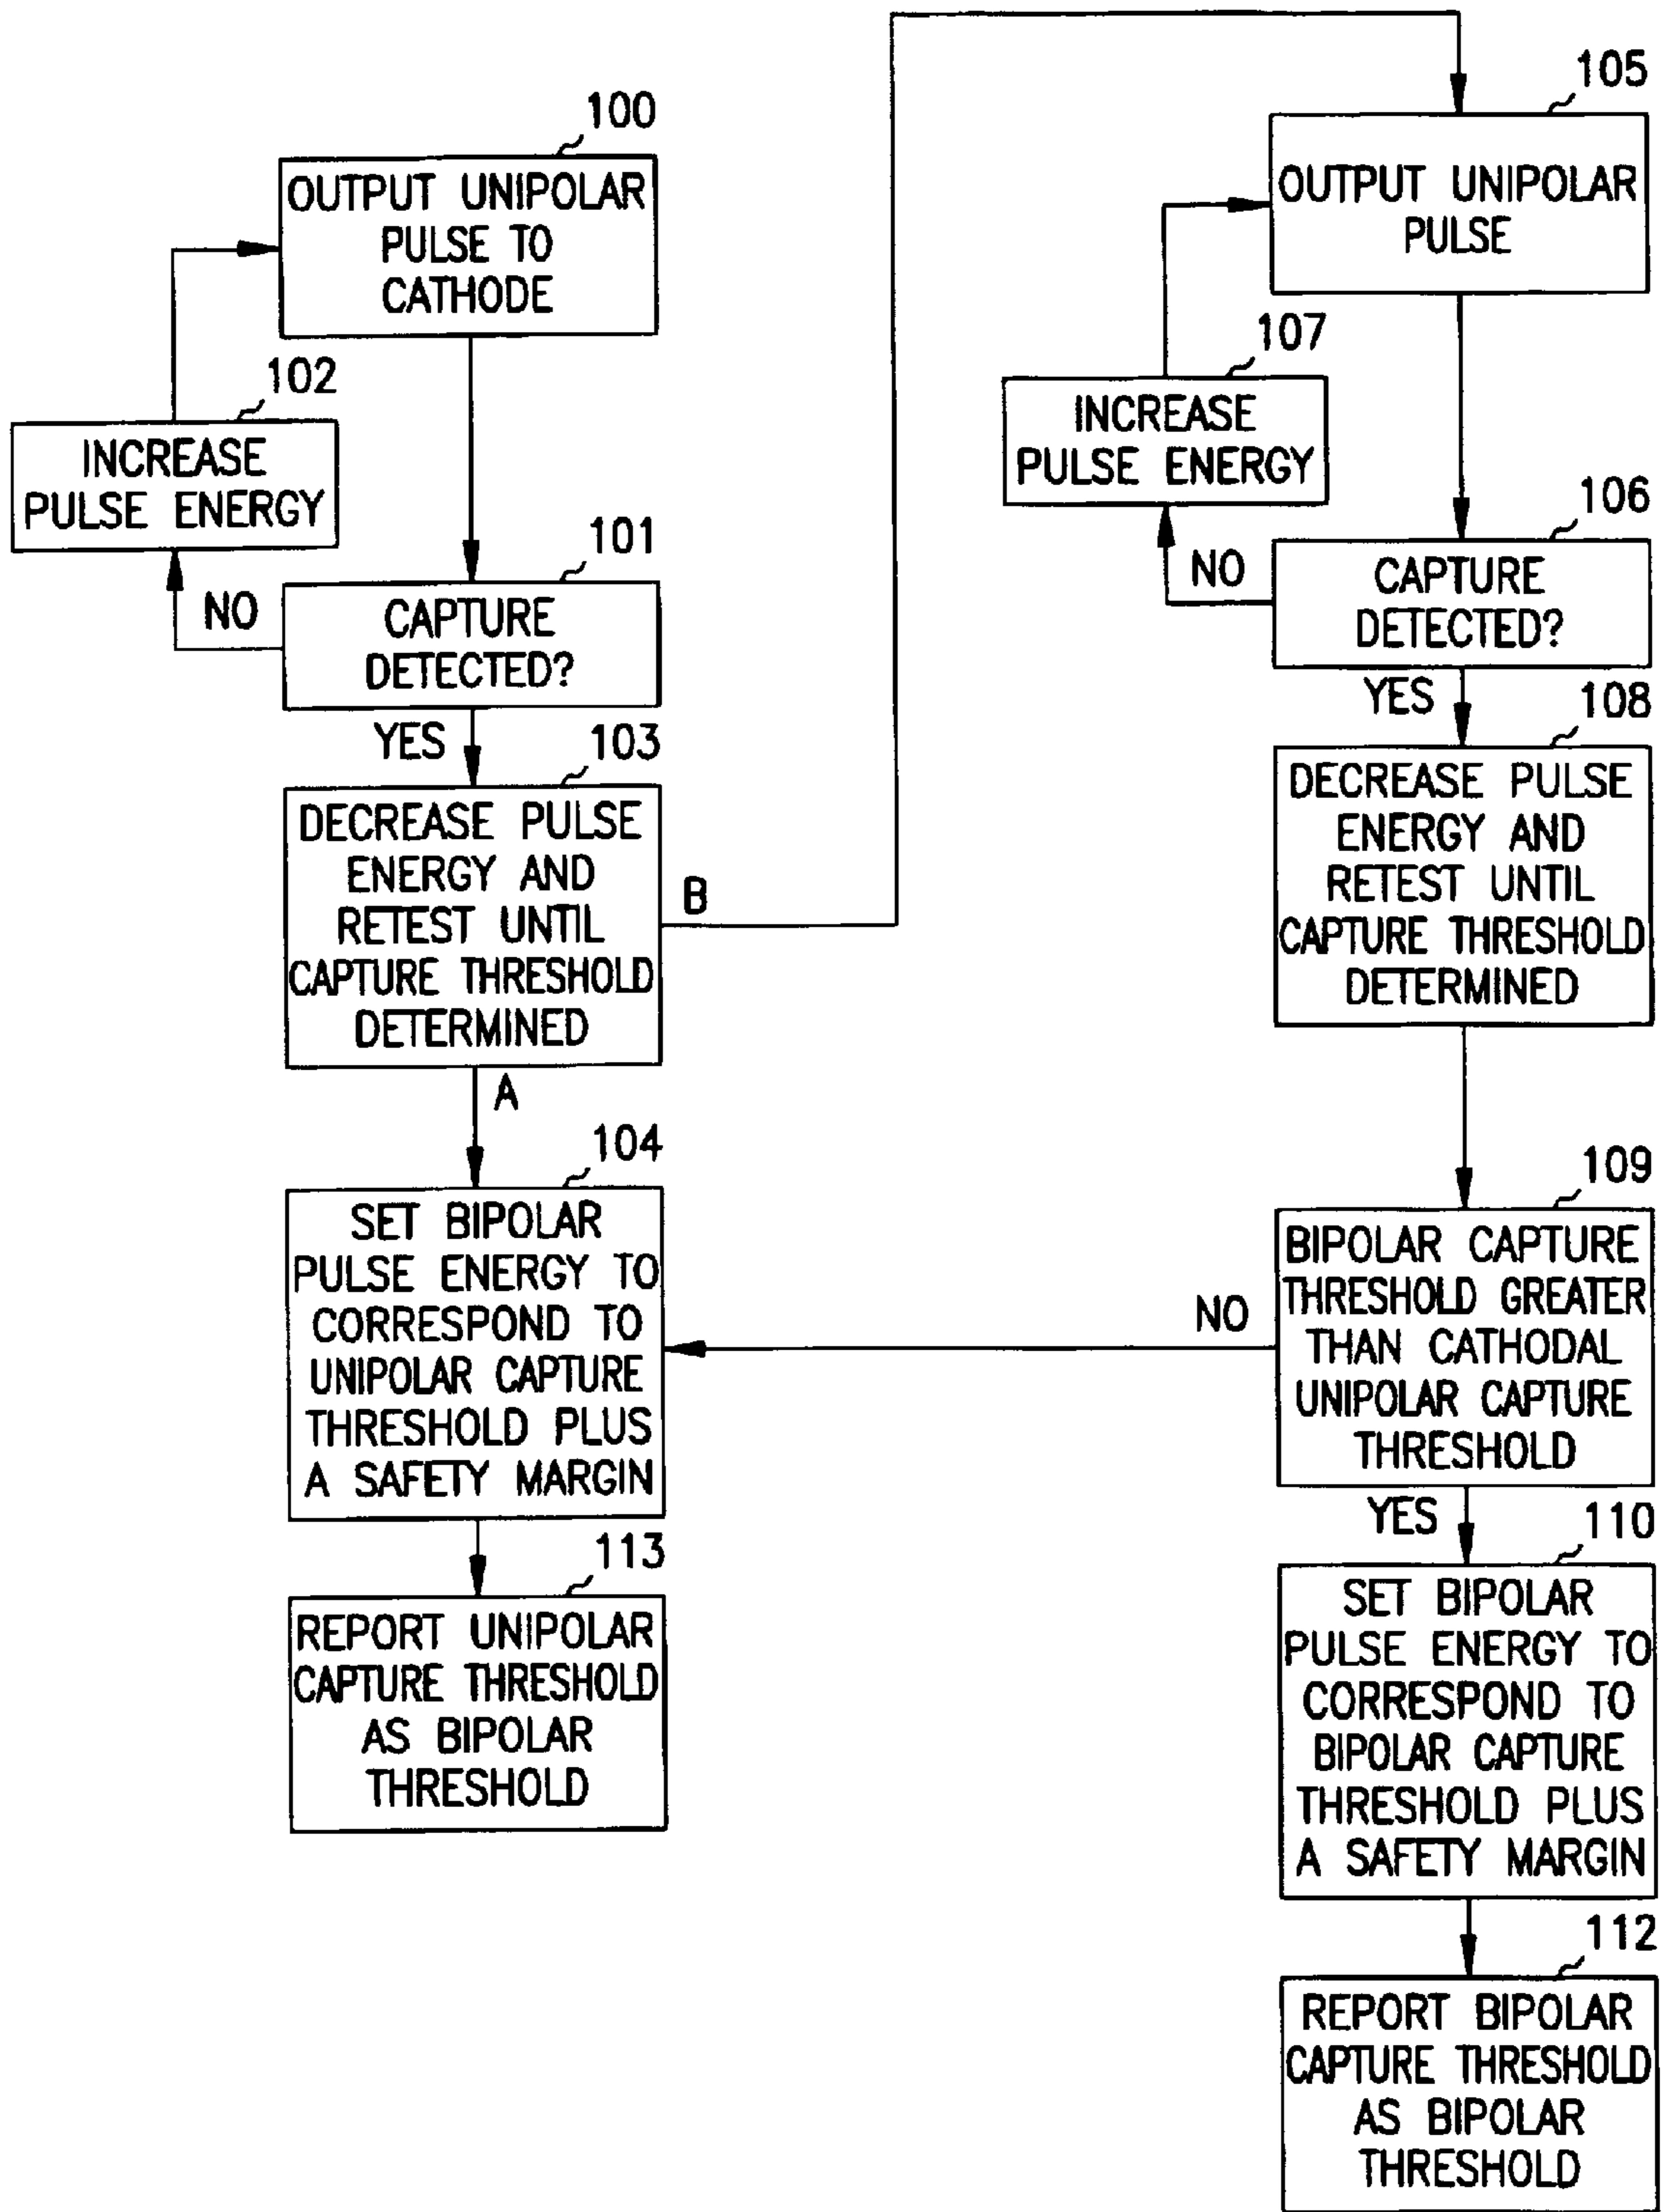 100
OUTPUT UNIPOLAR
PULSE TO
CATHODE
102
INCREASE
PULSE ENERGY
101
NO
CAPTURE
DETECTED?
YES
103
DECREASE PULSE
ENERGY AND
RETEST UNTIL
CAPTURE THRESHOLD
DETERMINED
B
A
104
SET BIPOLAR
PULSE ENERGY TO
CORRESPOND TO
UNIPOLAR CAPTURE
THRESHOLD PLUS
A SAFETY MARGIN
113
REPORT UNIPOLAR
CAPTURE THRESHOLD
AS BIPOLAR
THRESHOLD
105
OUTPUT UNIPOLAR
PULSE
107
INCREASE
PULSE ENERGY
106
NO
CAPTURE
DETECTED?
YES
108
DECREASE PULSE
ENERGY AND
RETEST UNTIL
CAPTURE THRESHOLD
DETERMINED
109
BIPOLAR CAPTURE
THRESHOLD GREATER
THAN CATHODAL
UNIPOLAR CAPTURE
THRESHOLD
NO
YES
110
SET BIPOLAR
PULSE ENERGY TO
CORRESPOND TO
BIPOLAR CAPTURE
THRESHOLD PLUS
A SAFETY MARGIN
112
REPORT BIPOLAR
CAPTURE THRESHOLD
AS BIPOLAR
THRESHOLD